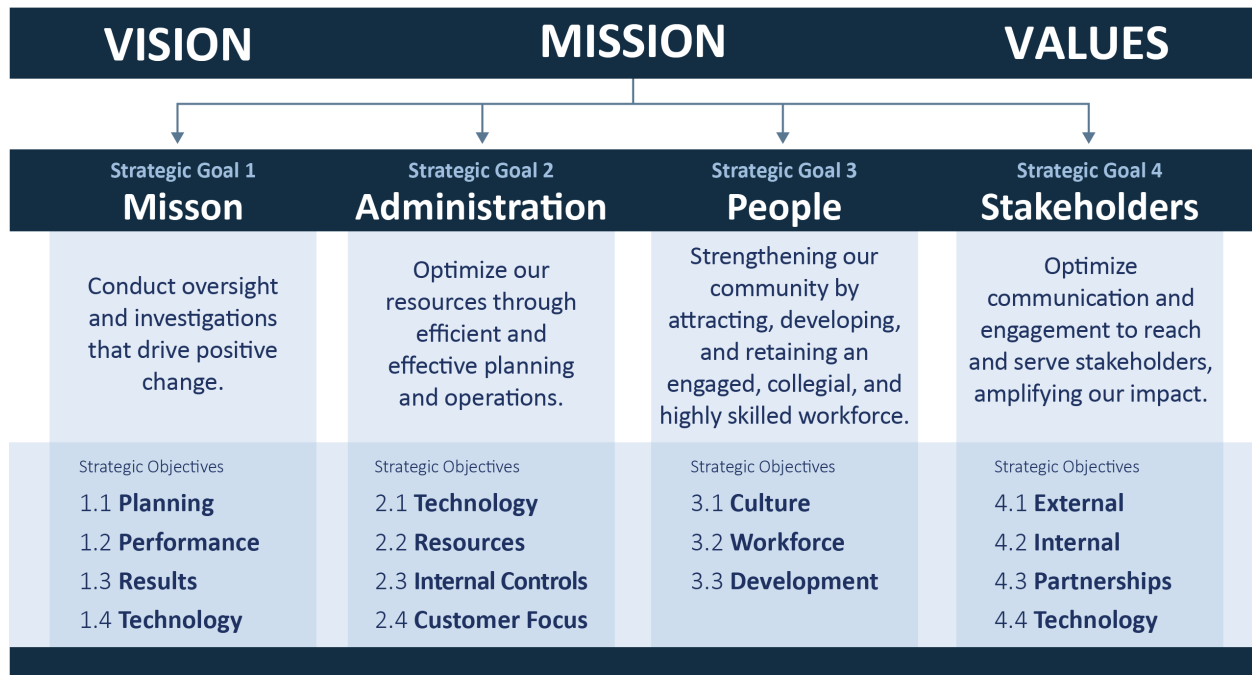 VISION
MISSION
VALUES
Strategic Goal 1
Misson
Conduct oversight
and investigations
that drive positive
change.
Strategic Objectives
1.1 Planning
1.2 Performance
1.3 Results
1.4 Technology
Strategic Goal 2
Administration
Optimize our
resources through
efficient and
effective planning
and operations.
Strategic Objectives
2.1 Technology
2.2 Resources
2.3 Internal Controls
2.4 Customer Focus
Strategic Goal 3
People
Strengthening our
community by
attracting, developing,
and retaining an
engaged, collegial, and
highly skilled workforce.
Strategic Objectives
3.1 Culture
3.2 Workforce
3.3 Development
Strategic Goal 4
Stakeholders
Optimize
communication and
engagement to reach
and serve stakeholders,
amplifying our impact.
Strategic Objectives
4.1 External
4.2 Internal
4.3 Partnerships
4.4 Technology